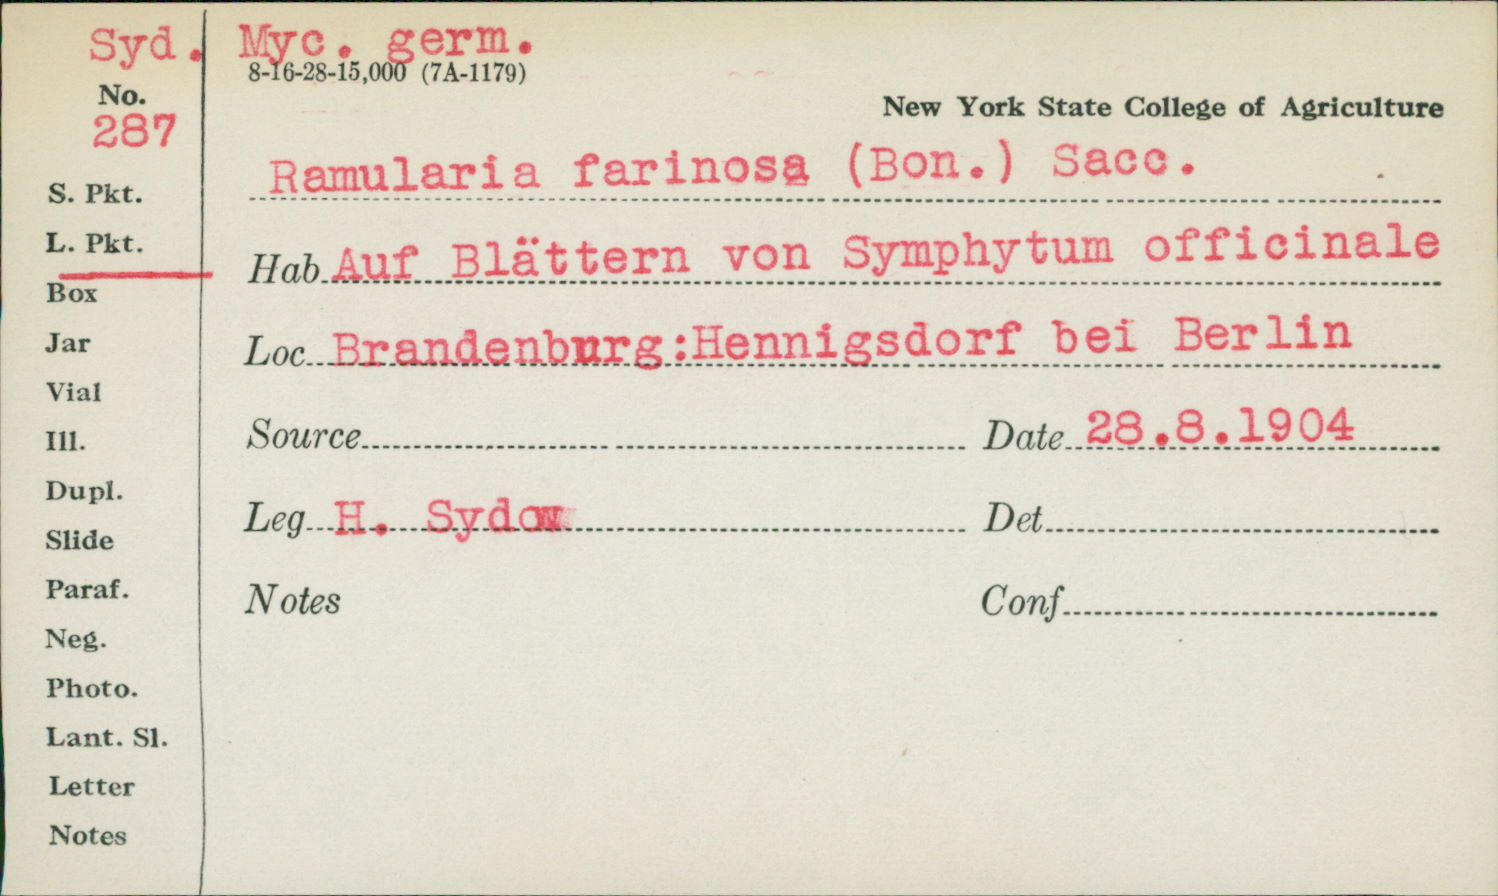 Syd. Myc. germ.
8-16-28-15,000 (7A-1179)
No.
287
New York State College of Agriculture
Ramularia farinosa (Bon.) Sacc.
S. Pkt.
L. Pkt.
Hab Auf Blättern von Symphytum officinale
Box
Jar
Loc Brandenburg:Hennigsdorf bei Berlin
Vial
Ill.
Source Date 28.8.1904
Dupl.
Leg H. Sydow Det
Slide
Paraf.
Notes Conf
Neg.
Photo.
Lant. Sl.
Letter
Notes